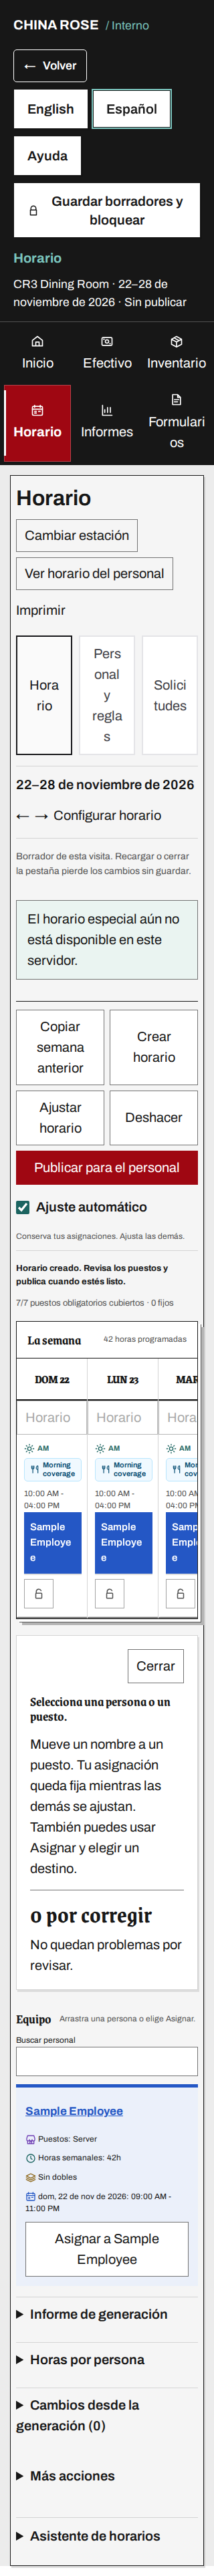 CHINA ROSE / Interno
← Volver
English Español
Ayuda
Guardar borradores y
bloquear
Horario
CR3 Dining Room · 22–28 de
noviembre de 2026 · Sin publicar
Inicio Efectivo Inventario
Horario Informes Formulari
os
Horario
Cambiar estación
Ver horario del personal
Imprimir
Hora
rio
Pers
onal
y
regla
s
Solici
tudes
22–28 de noviembre de 2026
← → Configurar horario
Borrador de esta visita. Recargar o cerrar
la pestaña pierde los cambios sin guardar.
El horario especial aún no
está disponible en este
servidor.
Copiar
semana
anterior
Crear
horario
Ajustar
horario
Deshacer
Publicar para el personal
Ajuste automático
Conserva tus asignaciones. Ajusta las demás.
Horario creado. Revisa los puestos y
publica cuando estés listo.
7/7 puestos obligatorios cubiertos · 0 fijos
La semana 42 horas programadas
DOM 22 LUN 23 MAR
Horario Horario Hora
AM AM AM
Morning
coverage
Morning
coverage
Mor
cov
10:00 AM -
04:00 PM
10:00 AM -
04:00 PM
10:00 A
04:00 P
Sample
Employe
e
Sample
Employe
e
Samp
Emplo
e
Cerrar
Selecciona una persona o un
puesto.
Mueve un nombre a un
puesto. Tu asignación
queda fija mientras las
demás se ajustan.
También puedes usar
Asignar y elegir un
destino.
0 por corregir
No quedan problemas por
revisar.
Equipo Arrastra una persona o elige Asignar.
Buscar personal
Sample Employee
Puestos: Server
Horas semanales: 42h
Sin dobles
dom, 22 de nov de 2026: 09:00 AM -
11:00 PM
Asignar a Sample
Employee
Informe de generación
Horas por persona
Cambios desde la
generación (0)
Más acciones
Asistente de horarios